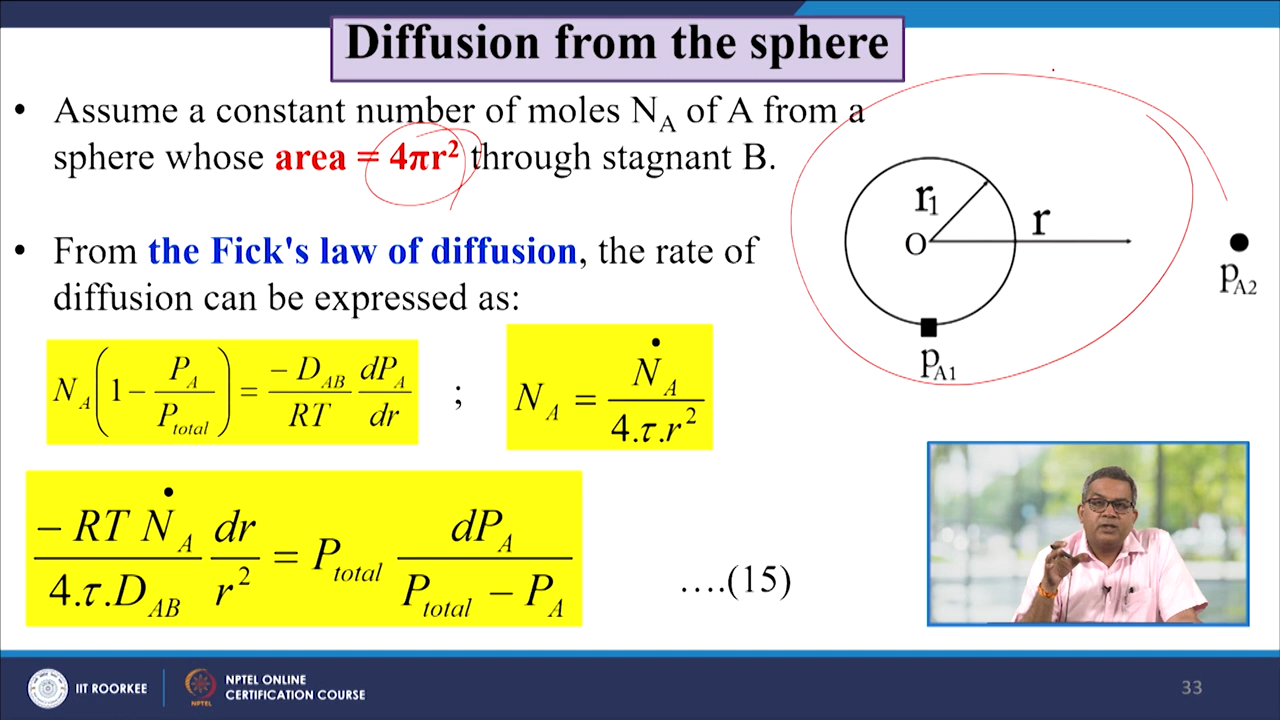 Diffusion from the sphere
• Assume a constant number of moles N_A of A from a
sphere whose area = 4πr² through stagnant B.
• From the Fick's law of diffusion, the rate of
diffusion can be expressed as:
N_A (1 − P_A / P_total) = −D_AB / RT dP_A / dr ; N_A = Ṅ_A / 4.τ.r²
−RT Ṅ_A / 4.τ.D_AB dr / r² = P_total dP_A / P_total − P_A ….(15)
r₁
O
r
p_A1
p_A2
IIT ROORKEE
NPTEL
NPTEL ONLINE
CERTIFICATION COURSE
33